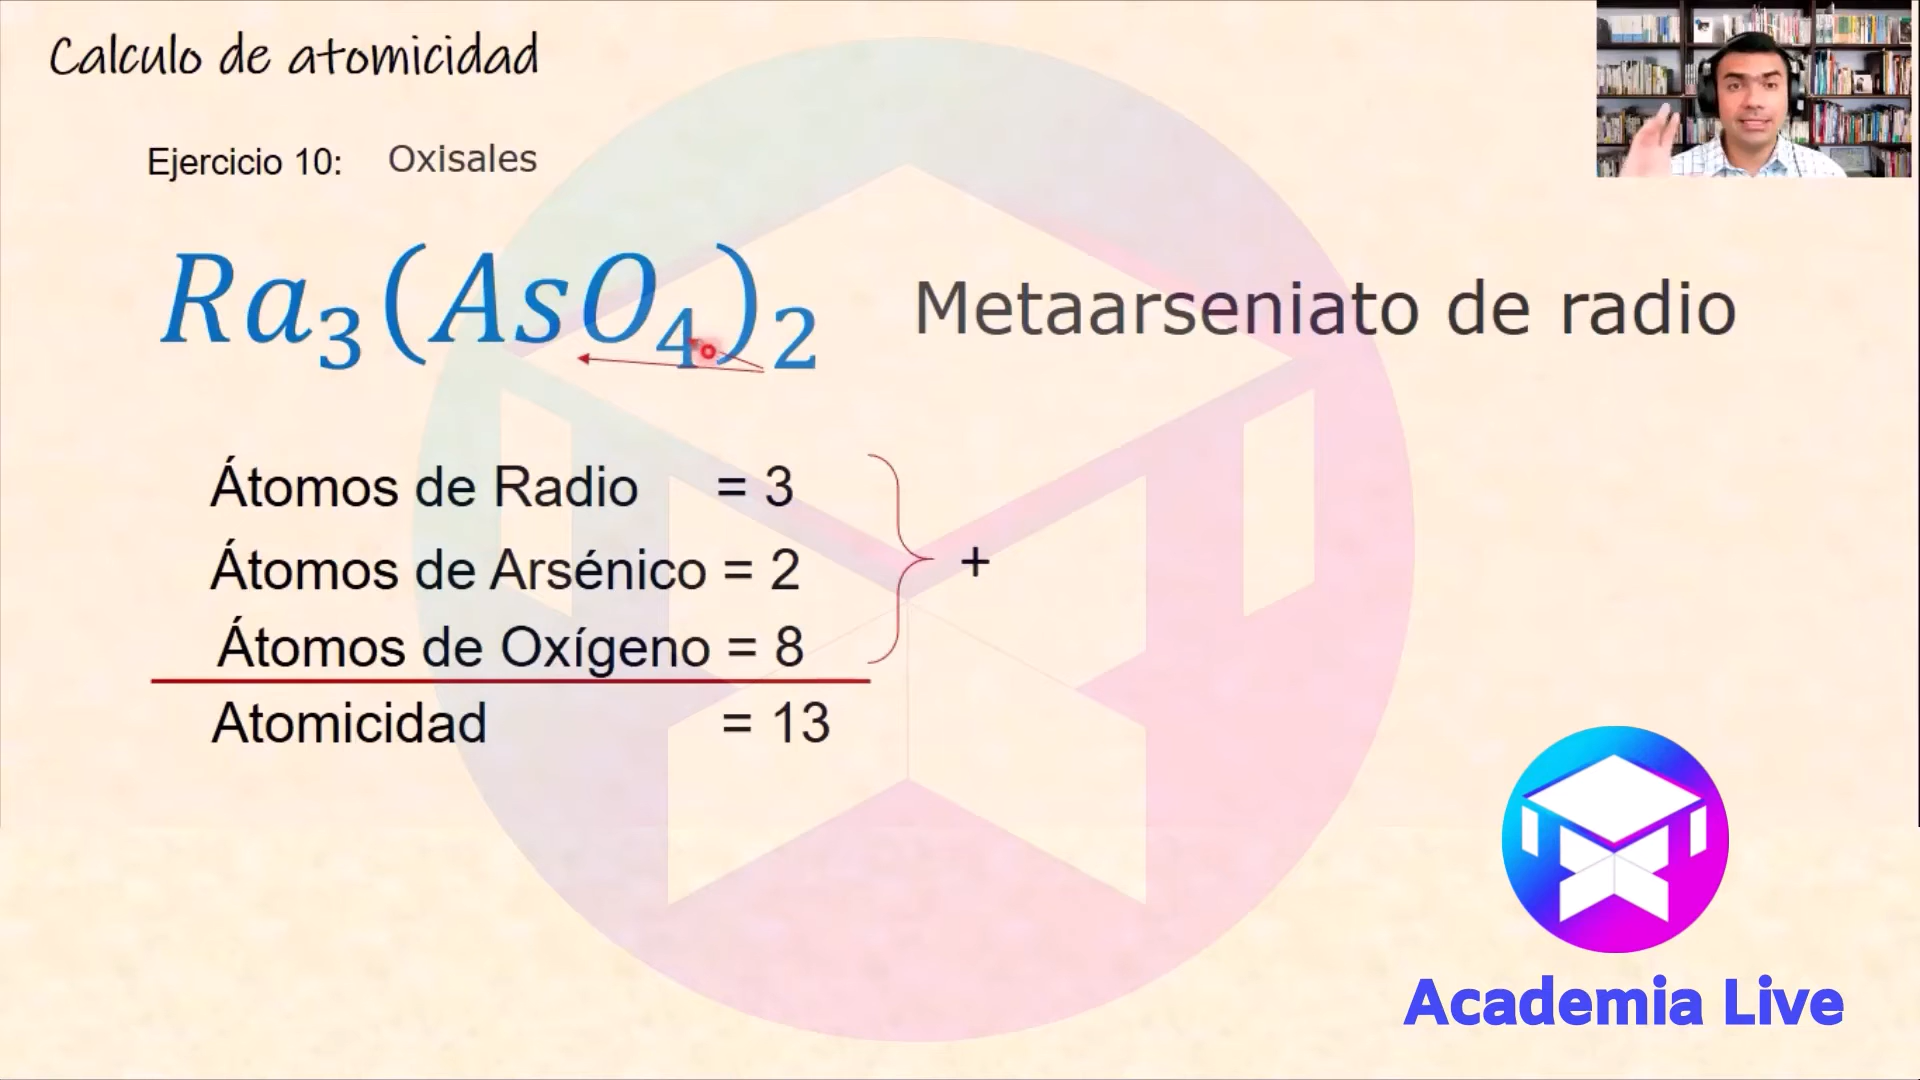 Calculo de atomicidad
Ejercicio 10: Oxisales
Ra₃(AsO₄)₂ Metaarseniato de radio
Átomos de Radio = 3
Átomos de Arsénico = 2
+
Átomos de Oxígeno = 8
Atomicidad = 13
Academia Live